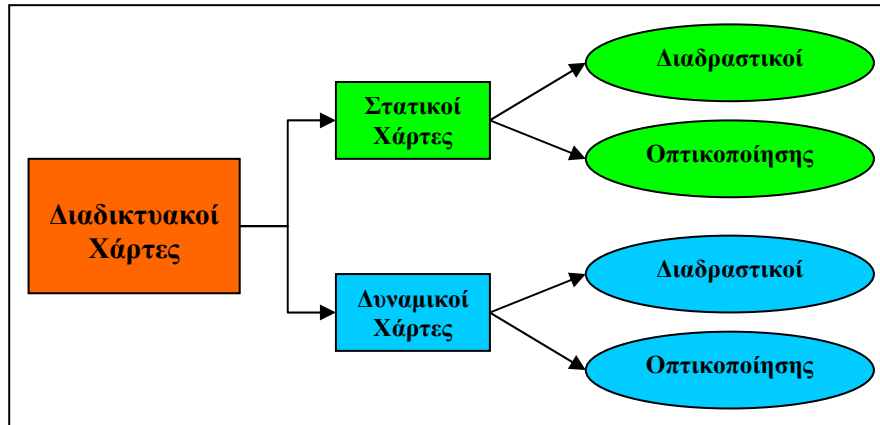 Διαδικτυακοί
Χάρτες
Στατικοί
Χάρτες
Διαδραστικοί
Οπτικοποίησης
Δυναμικοί
Χάρτες
Διαδραστικοί
Οπτικοποίησης